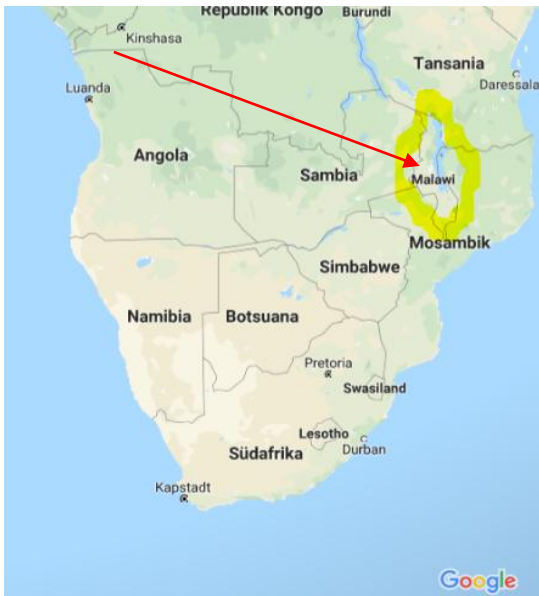 Republik Kongo
Burundi
Kinshasa
Tansania
Luanda
Daressala
Angola
Sambia
Malawi
Mosambik
Simbabwe
Namibia
Botsuana
Pretoria
Swasiland
Lesotho
Durban
Südafrika
Kapstadt
Google